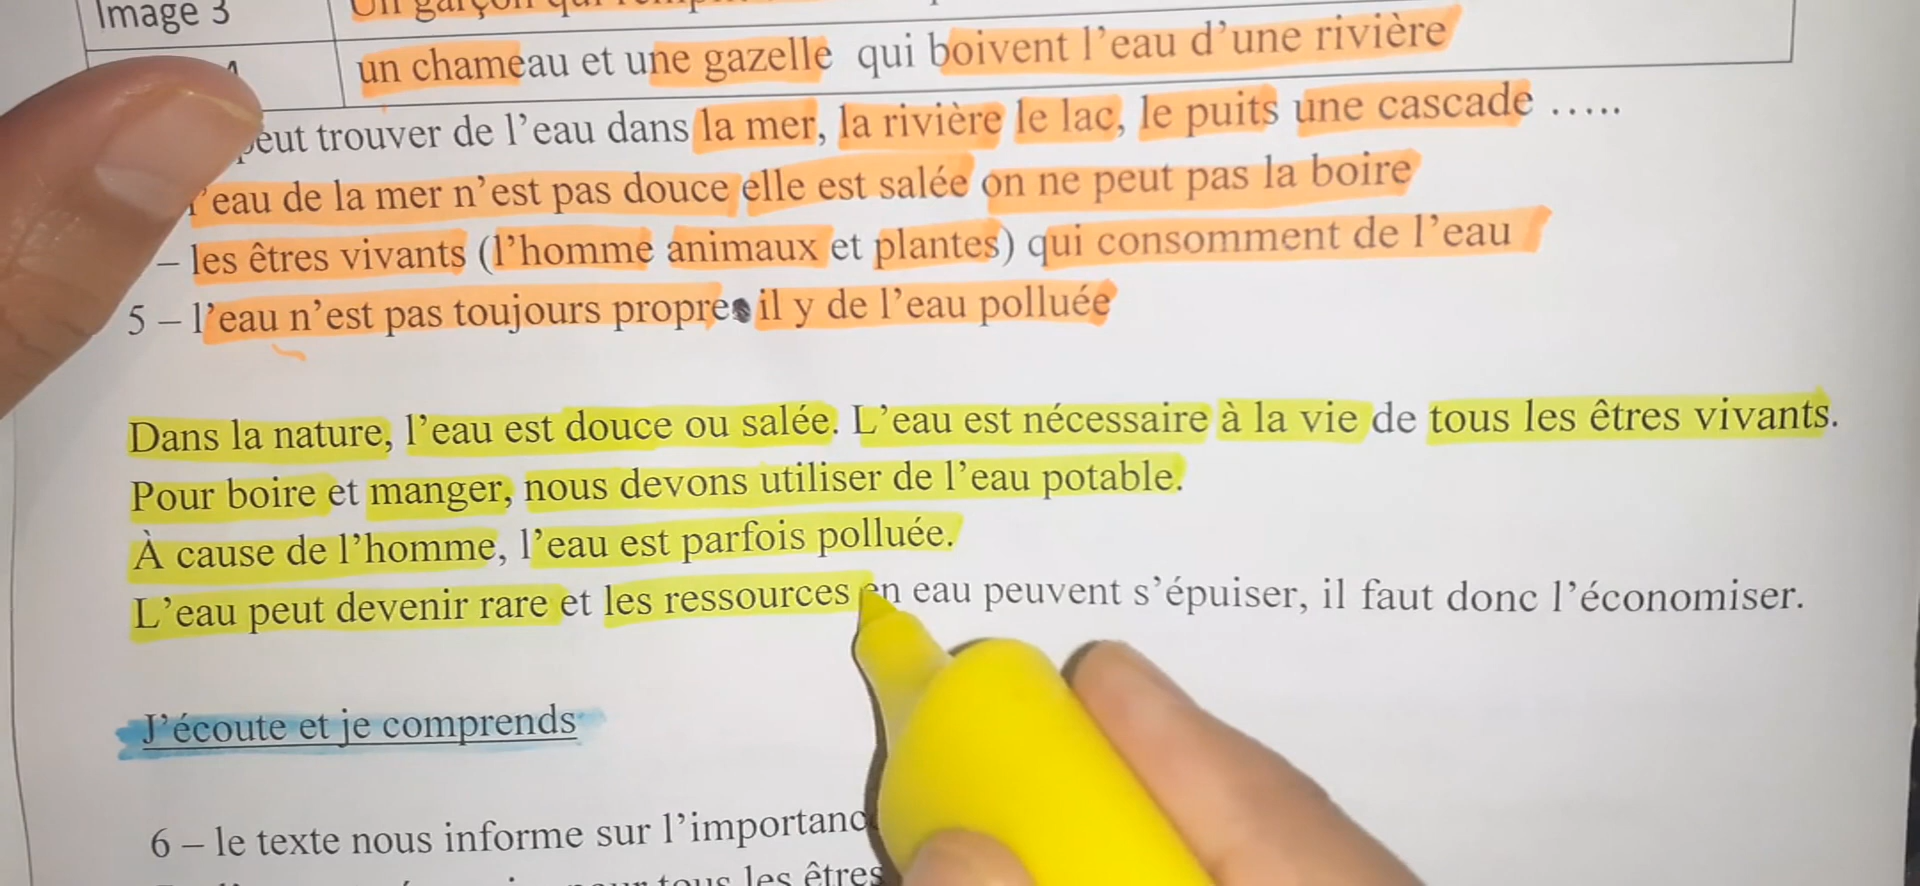 Image 3
un chameau et une gazelle qui boivent l'eau d'une rivière
peut trouver de l'eau dans la mer, la rivière le lac, le puits une cascade …..
l'eau de la mer n'est pas douce elle est salée on ne peut pas la boire
– les êtres vivants (l'homme animaux et plantes) qui consomment de l'eau
5 – l'eau n'est pas toujours propre il y de l'eau polluée
Dans la nature, l'eau est douce ou salée. L'eau est nécessaire à la vie de tous les êtres vivants.
Pour boire et manger, nous devons utiliser de l'eau potable.
À cause de l'homme, l'eau est parfois polluée.
L'eau peut devenir rare et les ressources en eau peuvent s'épuiser, il faut donc l'économiser.
J'écoute et je comprends
6 – le texte nous informe sur l'importanc
tous les êtres